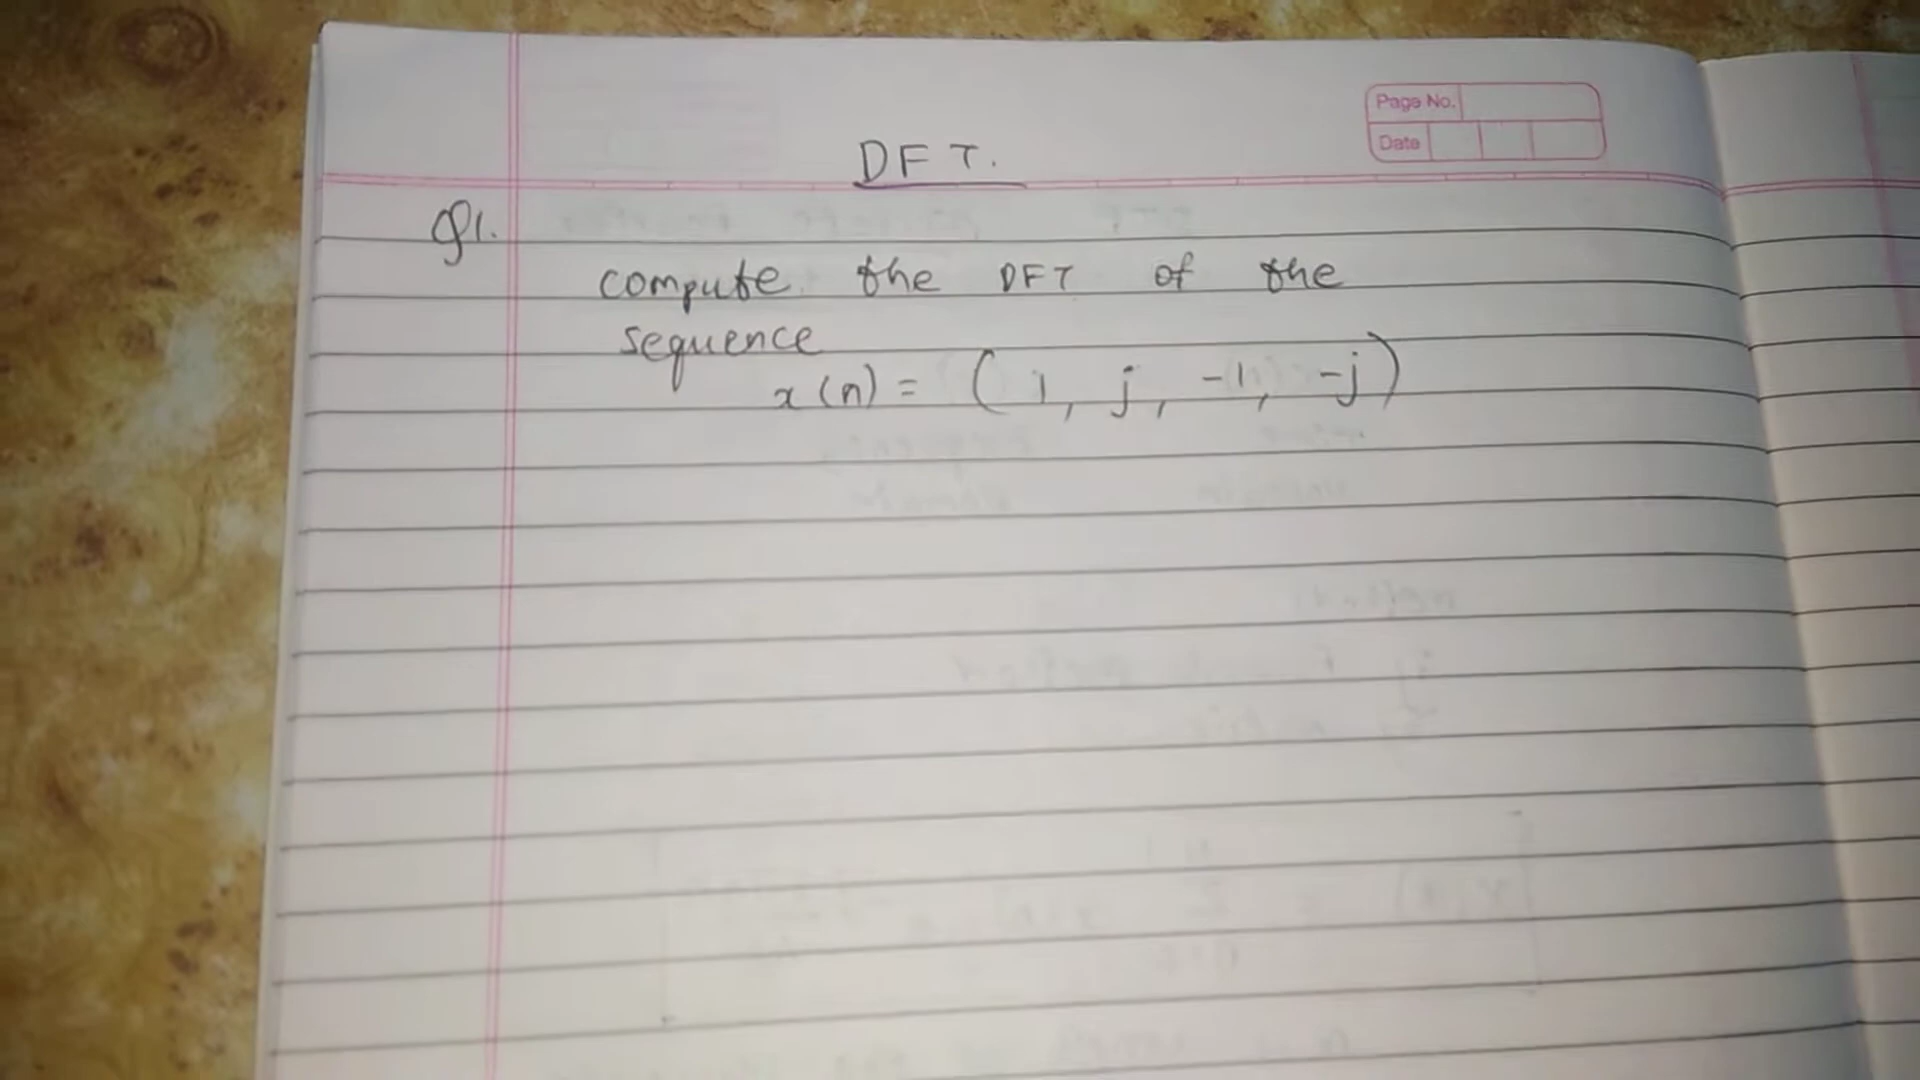 Page No.
Date
DFT.
Q1.
compute the DFT of the
sequence
x(n) = ( 1, j, -1, -j )